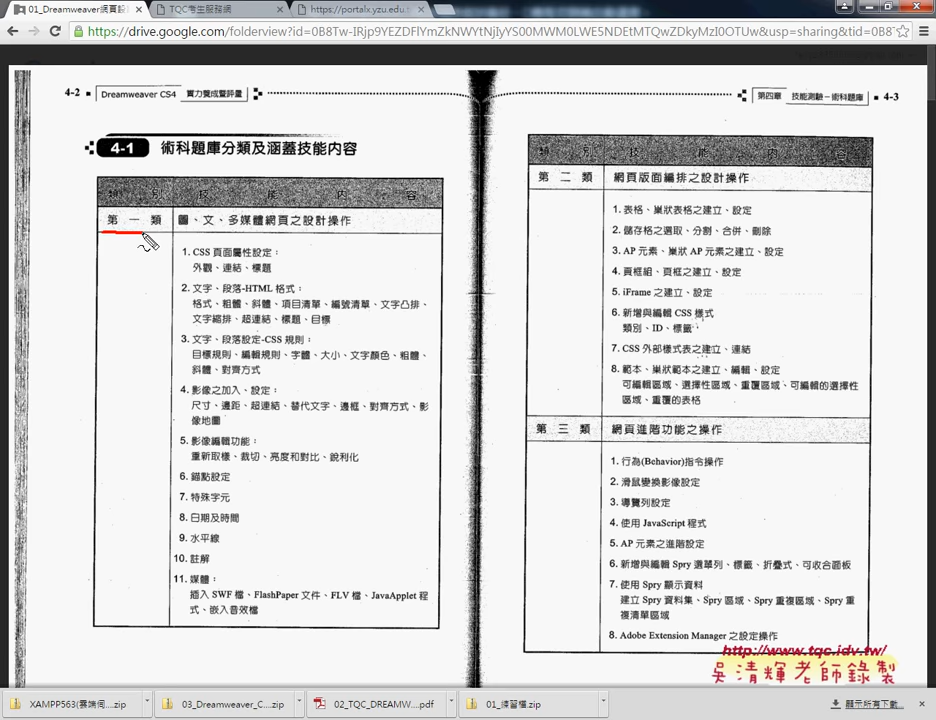 01_Dreamweaver網頁設
TQC考生服務網
https://portalx.yzu.edu.
https://drive.google.com/folderview?id=0B8Tw-IRjp9YEZDFlYmZkNWYtNjIyYS00MWM0LWE5NDEtMTQwZDkyMzI0OTUw&usp=sharing&tid=0B8T
4-2 Dreamweaver CS4 實力養成暨評量
4-1 術科題庫分類及涵蓋技能內容
類 別 技 能 內 容
第 一 類 圖、文、多媒體網頁之設計操作
1. CSS 頁面屬性設定：
外觀、連結、標題
2. 文字、段落-HTML 格式：
格式、粗體、斜體、項目清單、編號清單、文字凸排、
文字縮排、超連結、標題、目標
3. 文字、段落設定-CSS 規則：
目標規則、編輯規則、字體、大小、文字顏色、粗體、
斜體、對齊方式
4. 影像之加入、設定：
尺寸、邊距、超連結、替代文字、邊框、對齊方式、影
像地圖
5. 影像編輯功能：
重新取樣、裁切、亮度和對比、銳利化
6. 錨點設定
7. 特殊字元
8. 日期及時間
9. 水平線
10. 註解
11. 媒體：
插入 SWF 檔、FlashPaper 文件、FLV 檔、JavaApplet 程
式、嵌入音效檔
第四章 技能測驗－術科題庫 4-3
類 別 技 能 內 容
第 二 類 網頁版面編排之設計操作
1. 表格、巢狀表格之建立、設定
2. 儲存格之選取、分割、合併、刪除
3. AP 元素、巢狀 AP 元素之建立、設定
4. 頁框組、頁框之建立、設定
5. iFrame 之建立、設定
6. 新增與編輯 CSS 樣式
類別、ID、標籤
7. CSS 外部樣式表之建立、連結
8. 範本、巢狀範本之建立、編輯、設定
可編輯區域、選擇性區域、重覆區域、可編輯的選擇性
區域、重覆的表格
第 三 類 網頁進階功能之操作
1. 行為(Behavior)指令操作
2. 滑鼠變換影像設定
3. 導覽列設定
4. 使用 JavaScript 程式
5. AP 元素之進階設定
6. 新增與編輯 Spry 選單列、標籤、折疊式、可收合面板
7. 使用 Spry 顯示資料
建立 Spry 資料集、Spry 區域、Spry 重複區域、Spry 重
複清單區域
8. Adobe Extension Manager 之設定操作
http://www.tqc.idv.tw/
吳清輝老師錄製
XAMPP563(雲端伺....zip
03_Dreamweaver_C....zip
02_TQC_DREAMW....pdf
01_練習檔.zip
顯示所有下載...